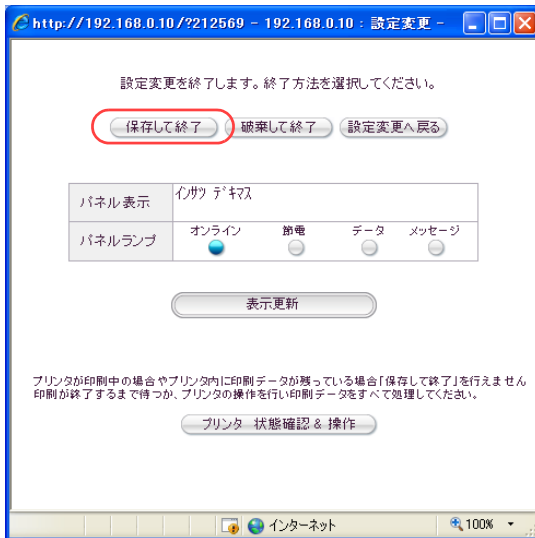 http://192.168.0.10/?212569 - 192.168.0.10 : 設定変更 -
設定変更を終了します。終了方法を選択してください。
保存して終了 破棄して終了 設定変更へ戻る
パネル表示 インサツ デキマス
パネルランプ オンライン 節電 データ メッセージ
表示更新
プリンタが印刷中の場合やプリンタ内に印刷データが残っている場合「保存して終了」を行えません
印刷が終了するまで待つか、プリンタの操作を行い印刷データをすべて処理してください。
プリンタ 状態確認 & 操作
インターネット 100%